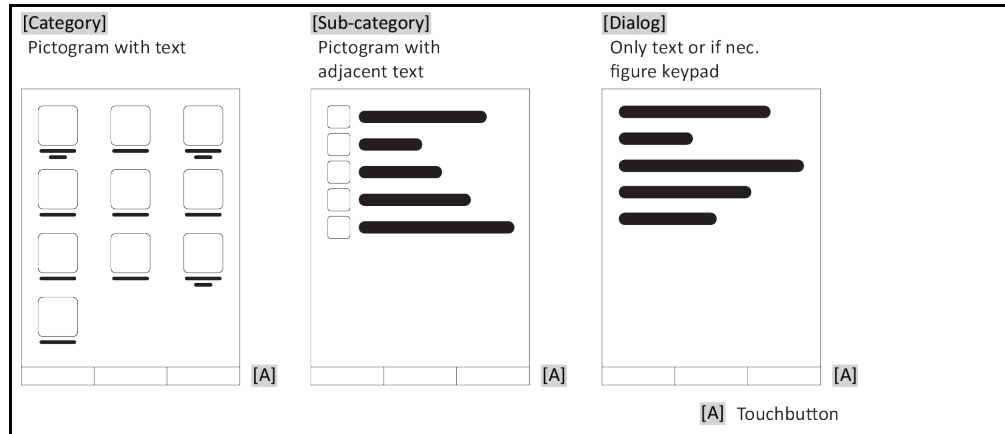 [Category]
Pictogram with text
[Sub-category]
Pictogram with
adjacent text
[Dialog]
Only text or if nec.
figure keypad
[A]
[A]
[A]
[A] Touchbutton